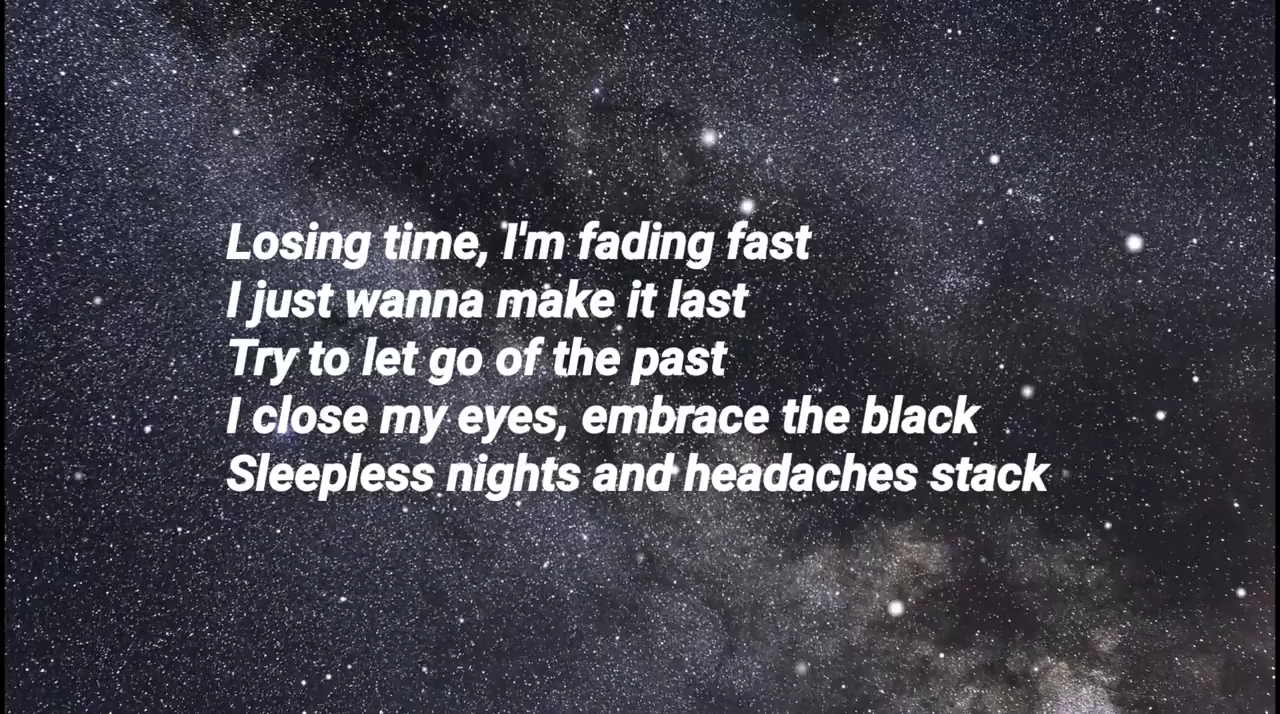 Losing time, I'm fading fast
I just wanna make it last
Try to let go of the past
I close my eyes, embrace the black
Sleepless nights and headaches stack